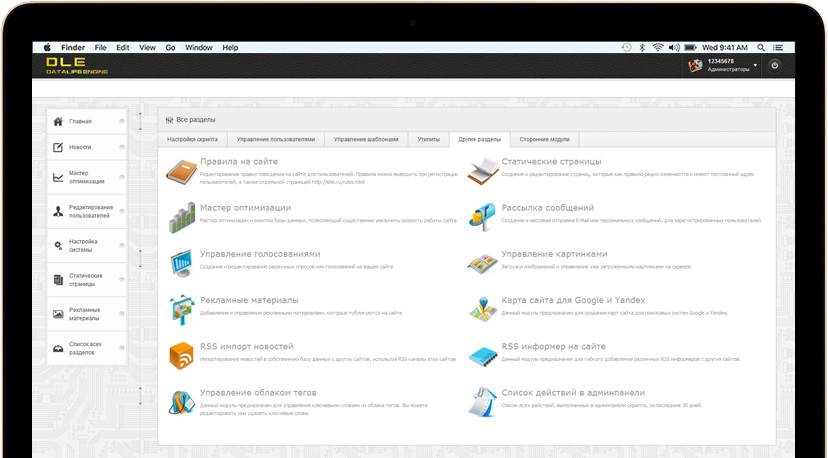 Finder File Edit View Go Window Help Wed 9:41 AM
DLE
DATALIFE ENGINE
12345678
Администраторы
Все разделы
Настройки скрипта Управление пользователями Управление шаблонами Утилиты Другие разделы Сторонние модули
Главная
Новости
Мастер
оптимизации
Редактирование
пользователей
Настройка
системы
Статические
страницы
Рекламные
материалы
Список всех
разделов
Правила на сайте
Редактирование правил поведения на сайте для пользователей. Правила можно выводить при регистрации
пользователей, а также отдельной страницей http://site.ru/rules.html
Статические страницы
Создание и редактирование страниц, которые как правило редко изменяются и имеют постоянный адрес
Мастер оптимизации
Мастер оптимизации и очистки базы данных, позволяющий существенно увеличить скорость работы сайта
Рассылка сообщений
Создание и массовая отправка E-Mail или персональных сообщений, для зарегистрированных пользователей
Управление голосованиями
Создание и редактирование различных опросов или голосований на вашем сайте
Управление картинками
Загрузка изображений и управление уже загруженными картинками на сервере
Рекламные материалы
Добавление и управление рекламными материалами, которые публикуются на сайте
Карта сайта для Google и Yandex
Данный модуль предназначен для создания карт сайта для поисковых систем Google и Yandex.
RSS импорт новостей
Импортирование новостей в собственную базу данных с других сайтов, используя RSS каналы этих сайтов
RSS информер на сайте
Данный модуль предназначен для гибкого добавления различных RSS информеров с других сайтов.
Управление облаком тегов
Данный модуль предназначен для управления ключевыми словами из облака тегов. Вы можете
редактировать или удалять ключевые слова.
Список действий в админпанели
Список всех действий, выполненных в админпанели скрипта, за последние 30 дней.